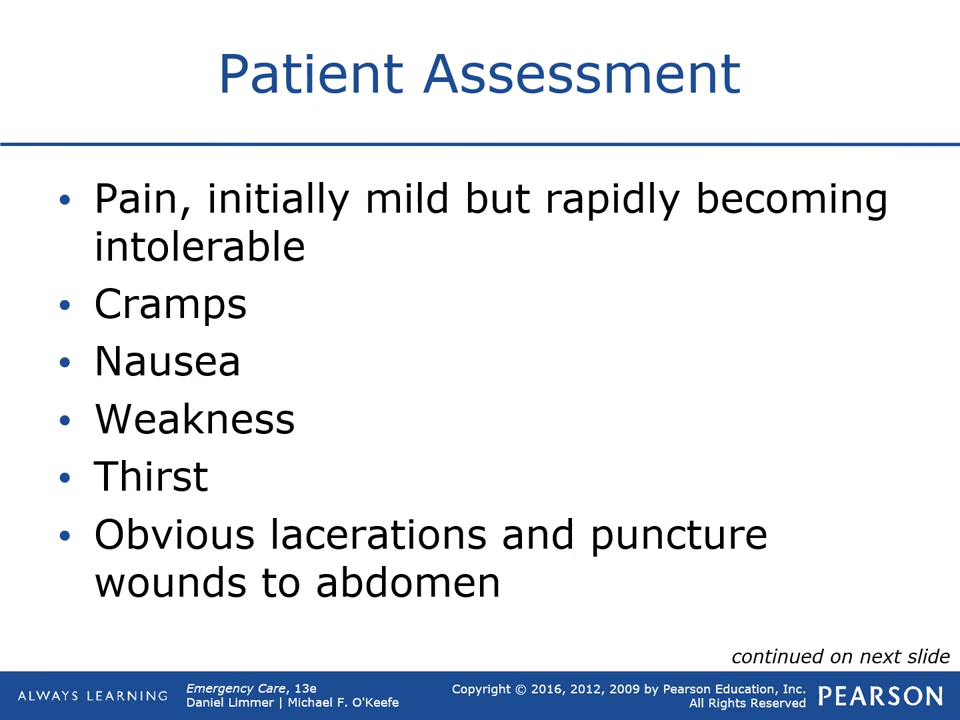 Patient Assessment
• Pain, initially mild but rapidly becoming
intolerable
• Cramps
• Nausea
• Weakness
• Thirst
• Obvious lacerations and puncture
wounds to abdomen
continued on next slide
ALWAYS LEARNING
Emergency Care, 13e
Daniel Limmer | Michael F. O'Keefe
Copyright © 2016, 2012, 2009 by Pearson Education, Inc.
All Rights Reserved
PEARSON